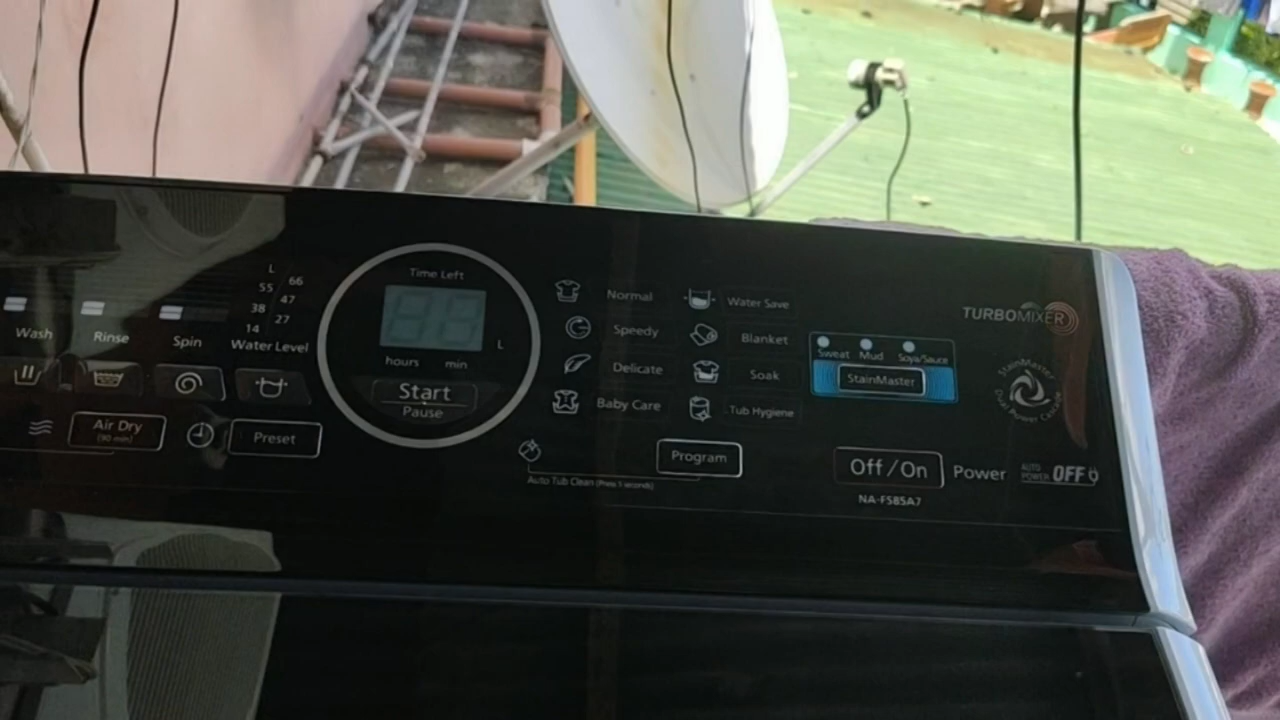 Wash
Rinse
Spin
L
55
66
38
47
14
27
Water Level
Air Dry
(90 min)
Preset
Time Left
L
hours min
Start
Pause
Normal
Speedy
Delicate
Baby Care
Water Save
Blanket
Soak
Tub Hygiene
Auto Tub Clean (Press 5 seconds)
Program
Sweat Mud Soya/Sauce
StainMaster
TURBOMIXER
StainMaster
Dual Power Cascade
Off/On
Power
AUTO POWER OFF
NA-FS85A7